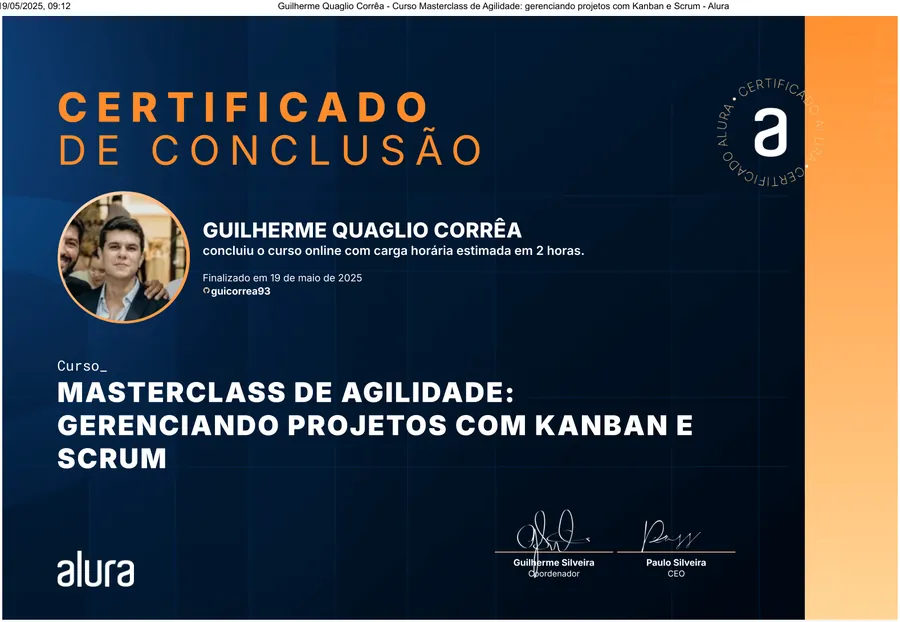 19/05/2025, 09:12
Guilherme Quaglio Corrêa - Curso Masterclass de Agilidade: gerenciando projetos com Kanban e Scrum - Alura
CERTIFICADO
DE CONCLUSÃO
CERTIFICADO ALURA • CERTIFICADO ALURA •
a
GUILHERME QUAGLIO CORRÊA
concluiu o curso online com carga horária estimada em 2 horas.
Finalizado em 19 de maio de 2025
guicorrea93
Curso_
MASTERCLASS DE AGILIDADE:
GERENCIANDO PROJETOS COM KANBAN E
SCRUM
Guilherme Silveira
Coordenador
Paulo Silveira
CEO
alura